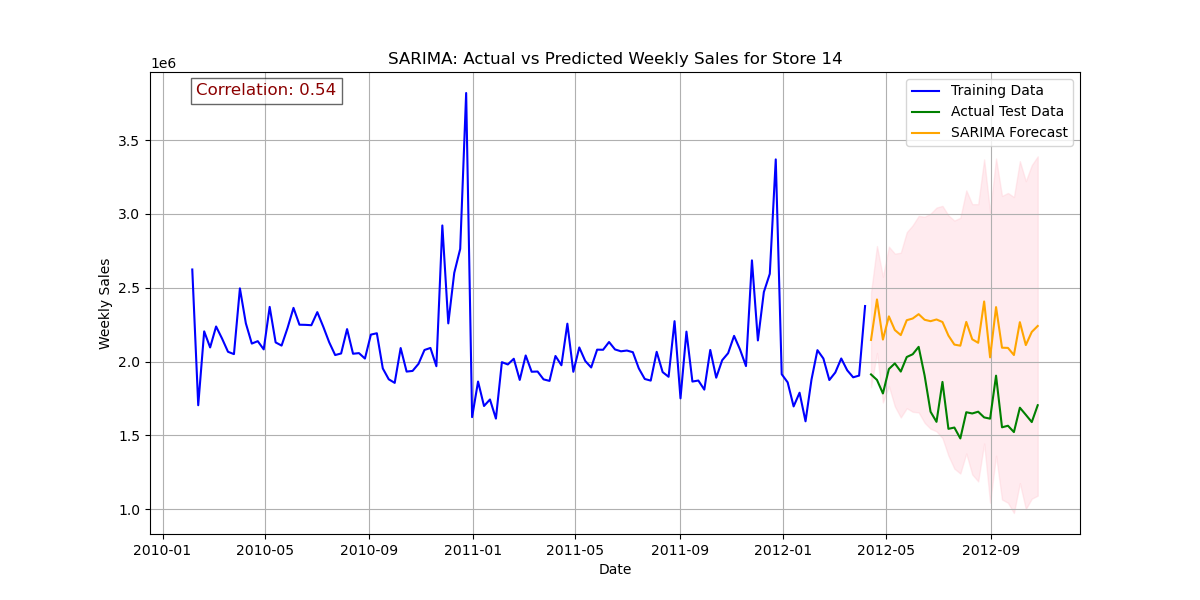 SARIMA: Actual vs Predicted Weekly Sales for Store 14
1e6
Correlation: 0.54
Training Data
Actual Test Data
SARIMA Forecast
3.5
3.0
2.5
2.0
1.5
1.0
Weekly Sales
2010-01 2010-05 2010-09 2011-01 2011-05 2011-09 2012-01 2012-05 2012-09
Date